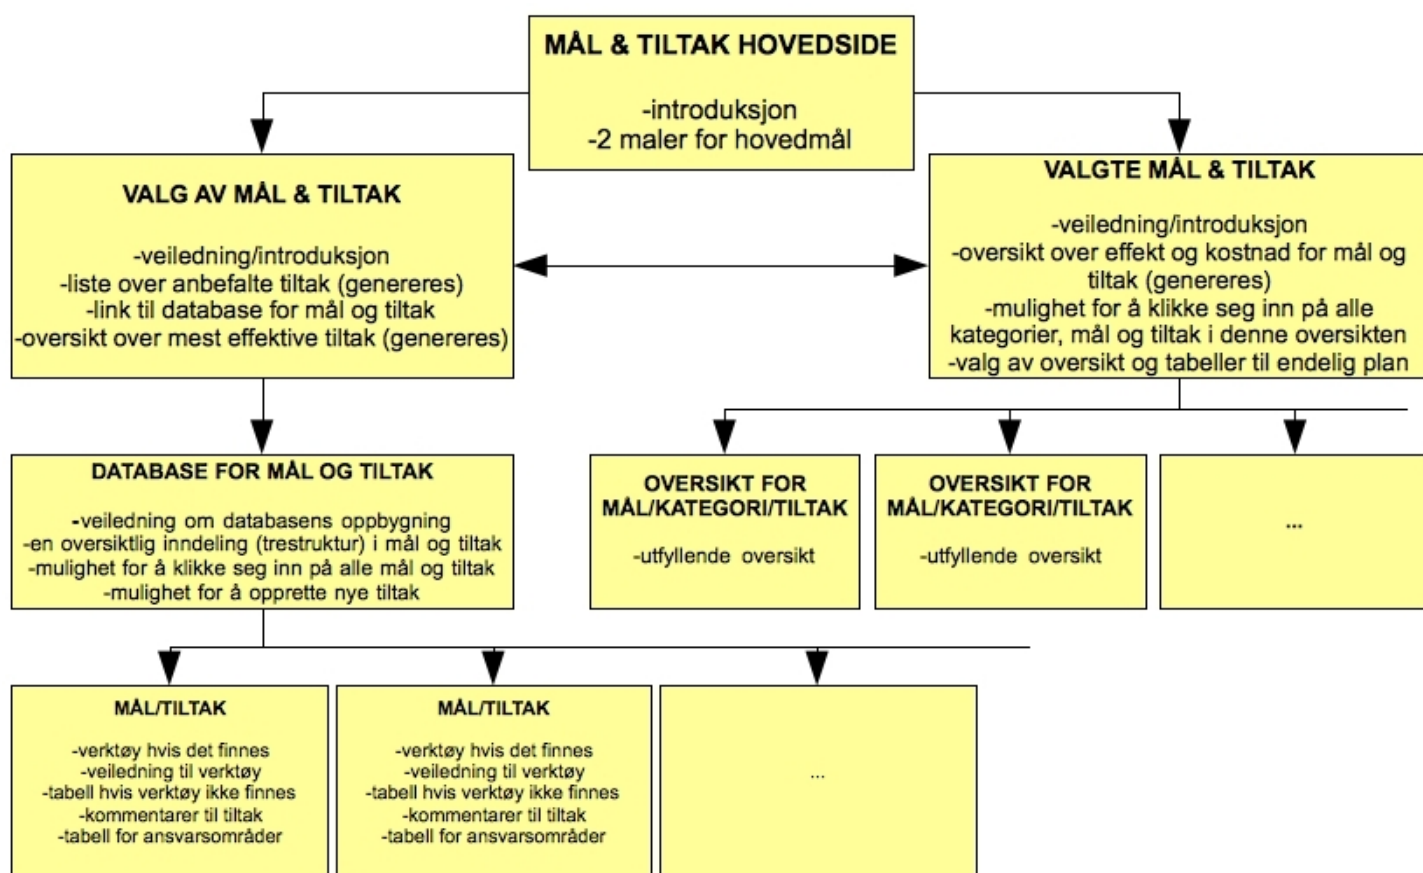 MÅL & TILTAK HOVEDSIDE
-introduksjon
-2 maler for hovedmål
VALG AV MÅL & TILTAK
-veiledning/introduksjon
-liste over anbefalte tiltak (genereres)
-link til database for mål og tiltak
-oversikt over mest effektive tiltak (genereres)
VALGTE MÅL & TILTAK
-veiledning/introduksjon
-oversikt over effekt og kostnad for mål og
tiltak (genereres)
-mulighet for å klikke seg inn på alle
kategorier, mål og tiltak i denne oversikten
-valg av oversikt og tabeller til endelig plan
DATABASE FOR MÅL OG TILTAK
-veiledning om databasens oppbygning
-en oversiktlig inndeling (trestruktur) i mål og tiltak
-mulighet for å klikke seg inn på alle mål og tiltak
-mulighet for å opprette nye tiltak
OVERSIKT FOR
MÅL/KATEGORI/TILTAK
-utfyllende oversikt
OVERSIKT FOR
MÅL/KATEGORI/TILTAK
-utfyllende oversikt
...
MÅL/TILTAK
-verktøy hvis det finnes
-veiledning til verktøy
-tabell hvis verktøy ikke finnes
-kommentarer til tiltak
-tabell for ansvarsområder
MÅL/TILTAK
-verktøy hvis det finnes
-veiledning til verktøy
-tabell hvis verktøy ikke finnes
-kommentarer til tiltak
-tabell for ansvarsområder
...